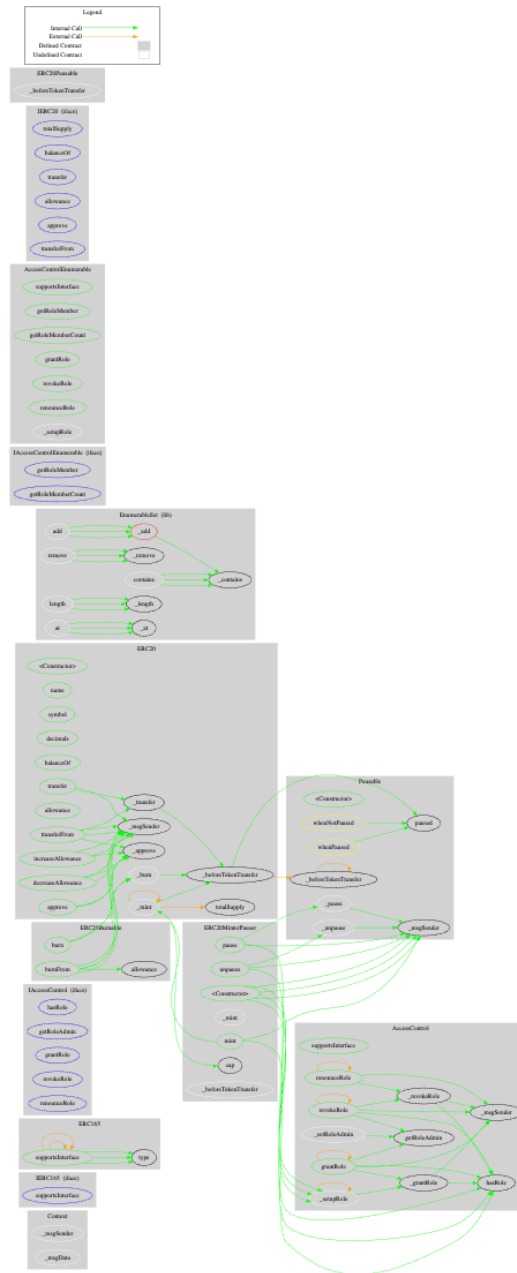 Legend
Internal Call
External Call
Defined Contract
Undefined Contract
ERC20Pausable
_beforeTokenTransfer
IERC20 (iface)
totalSupply
balanceOf
transfer
allowance
approve
transferFrom
AccessControlEnumerable
supportsInterface
getRoleMember
getRoleMemberCount
grantRole
revokeRole
renounceRole
_setupRole
IAccessControlEnumerable (iface)
getRoleMember
getRoleMemberCount
EnumerableSet (lib)
add
_add
remove
_remove
contains
_contains
length
_length
at
_at
ERC20
<Constructor>
name
symbol
decimals
balanceOf
transfer
allowance
transferFrom
increaseAllowance
decreaseAllowance
approve
_transfer
_msgSender
_approve
_burn
_mint
_beforeTokenTransfer
totalSupply
Pausable
<Constructor>
whenNotPaused
whenPaused
paused
_beforeTokenTransfer
_pause
_unpause
_msgSender
ERC20Burnable
burn
burnFrom
allowance
ERC20MinterPauser
pause
unpause
<Constructor>
_mint
mint
cap
_beforeTokenTransfer
IAccessControl (iface)
hasRole
getRoleAdmin
grantRole
revokeRole
renounceRole
AccessControl
supportsInterface
renounceRole
revokeRole
_setRoleAdmin
grantRole
_setupRole
_revokeRole
getRoleAdmin
_grantRole
_msgSender
hasRole
ERC165
supportsInterface
type
IERC165 (iface)
supportsInterface
Context
_msgSender
_msgData